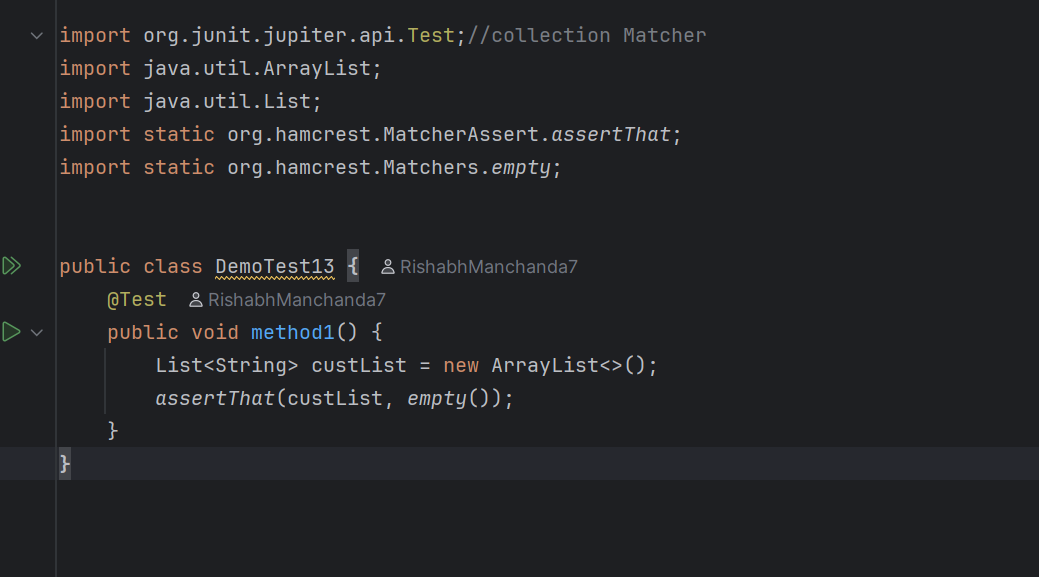 import org.junit.jupiter.api.Test;//collection Matcher
import java.util.ArrayList;
import java.util.List;
import static org.hamcrest.MatcherAssert.assertThat;
import static org.hamcrest.Matchers.empty;
public class DemoTest13 { RishabhManchanda7
@Test RishabhManchanda7
public void method1() {
List<String> custList = new ArrayList<>();
assertThat(custList, empty());
}
}